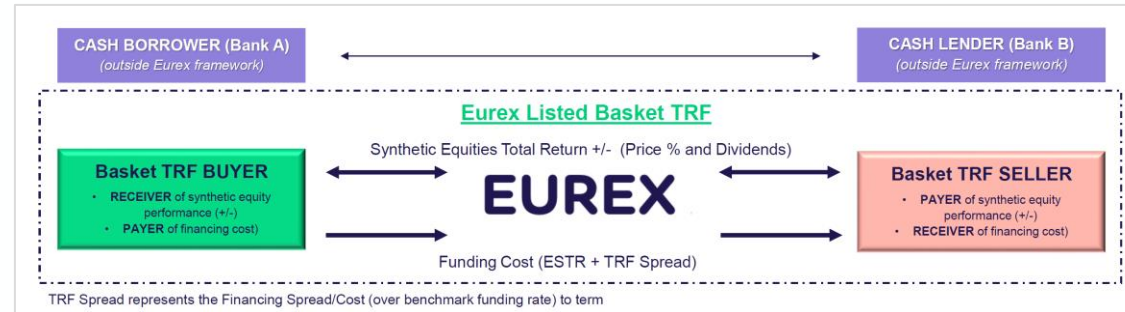 CASH BORROWER (Bank A)
(outside Eurex framework)
CASH LENDER (Bank B)
(outside Eurex framework)
Eurex Listed Basket TRF
Synthetic Equities Total Return +/- (Price % and Dividends)
Basket TRF BUYER
• RECEIVER of synthetic equity
performance (+/-)
• PAYER of financing cost)
EUREX
Basket TRF SELLER
• PAYER of synthetic equity
performance (+/-)
• RECEIVER of financing cost)
Funding Cost (ESTR + TRF Spread)
TRF Spread represents the Financing Spread/Cost (over benchmark funding rate) to term